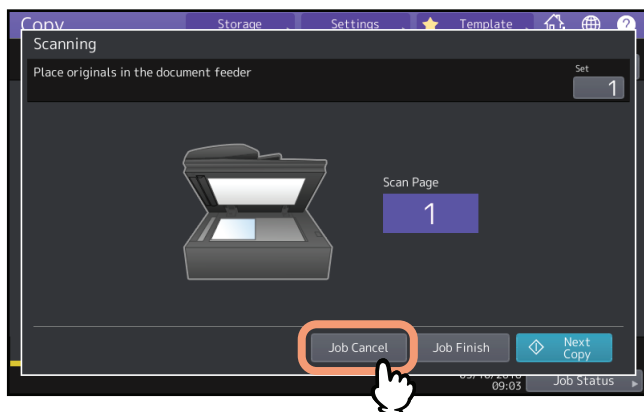 Copy
Storage
Settings
Template
?
Scanning
Place originals in the document feeder
Set
1
Scan Page
1
Job Cancel
Job Finish
Next
Copy
09:03
Job Status